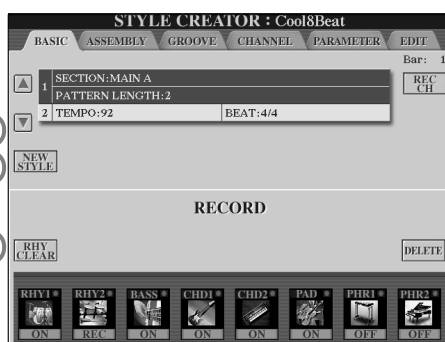 STYLE CREATOR : Cool8Beat
BASIC ASSEMBLY GROOVE CHANNEL PARAMETER EDIT
Bar: 1
1 SECTION:MAIN A
PATTERN LENGTH:2
REC
CH
2 TEMPO:92 BEAT:4/4
NEW
STYLE
RECORD
RHY
CLEAR
DELETE
RHY1 RHY2 BASS CHD1 CHD2 PAD PHR1 PHR2
ON REC ON ON ON ON OFF OFF